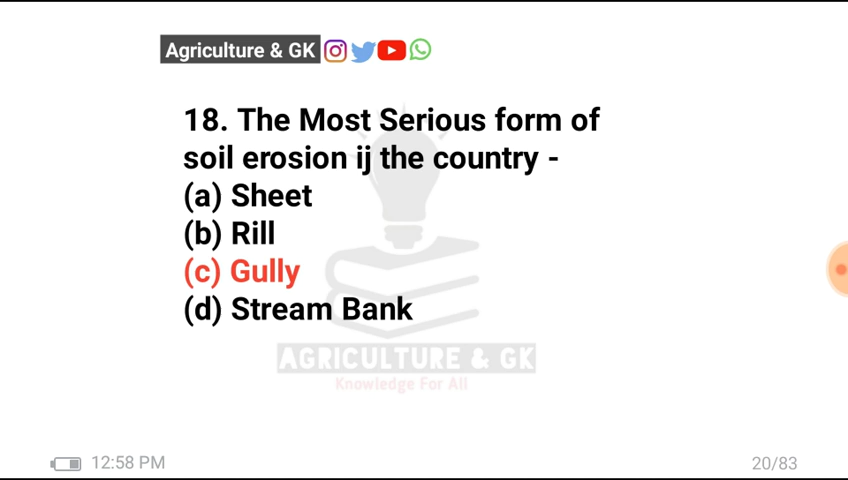 Agriculture & GK
18. The Most Serious form of
soil erosion ij the country -
(a) Sheet
(b) Rill
(c) Gully
(d) Stream Bank
AGRICULTURE & GK
Knowledge For All
12:58 PM
20/83